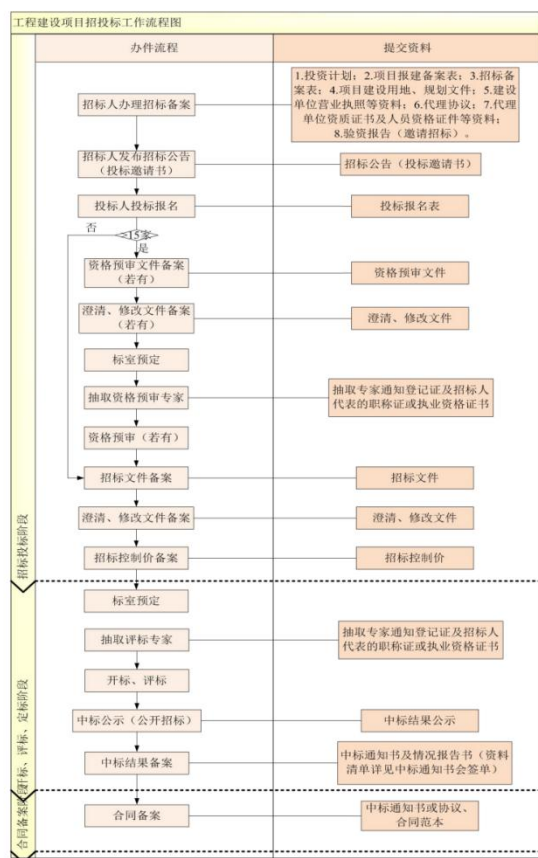 工程建设项目招投标工作流程图
办件流程
提交资料
招标人办理招标备案
1.投资计划；2.项目报建备案表；3.招标备
案表；4.项目建设用地、规划文件；5.建设
单位营业执照等资料；6.代理协议；7.代理
单位资质证书及人员资格证件等资料；
8.验资报告（邀请招标）。
招标人发布招标公告
（投标邀请书）
招标公告（投标邀请书）
投标人投标报名
投标报名表
否
<15家
是
资格预审文件备案
（若有）
资格预审文件
澄清、修改文件备案
（若有）
澄清、修改文件
标室预定
抽取资格预审专家
抽取专家通知登记证及招标人
代表的职称证或执业资格证书
资格预审（若有）
招标文件备案
招标文件
澄清、修改文件备案
澄清、修改文件
招标控制价备案
招标控制价
招标投标阶段
标室预定
抽取评标专家
抽取专家通知登记证及招标人
代表的职称证或执业资格证书
开标、评标
中标公示（公开招标）
中标结果公示
中标结果备案
中标通知书及情况报告书（资料
清单详见中标通知书会签单）
开标、评标、定标阶段
合同备案
中标通知书或协议、
合同范本
合同备案阶段